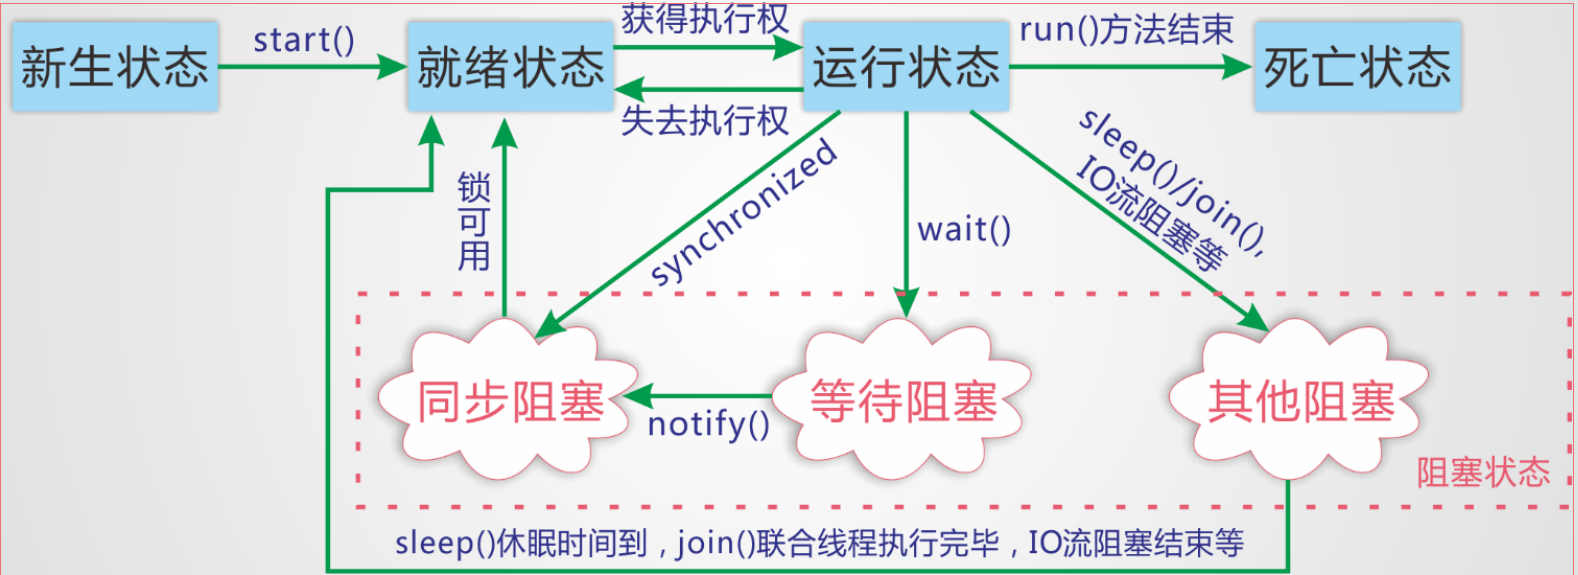 新生状态
start()
就绪状态
获得执行权
失去执行权
运行状态
run()方法结束
死亡状态
锁可用
synchronized
wait()
sleep()/join(),
IO流阻塞等
同步阻塞
notify()
等待阻塞
其他阻塞
阻塞状态
sleep()休眠时间到，join()联合线程执行完毕，IO流阻塞结束等